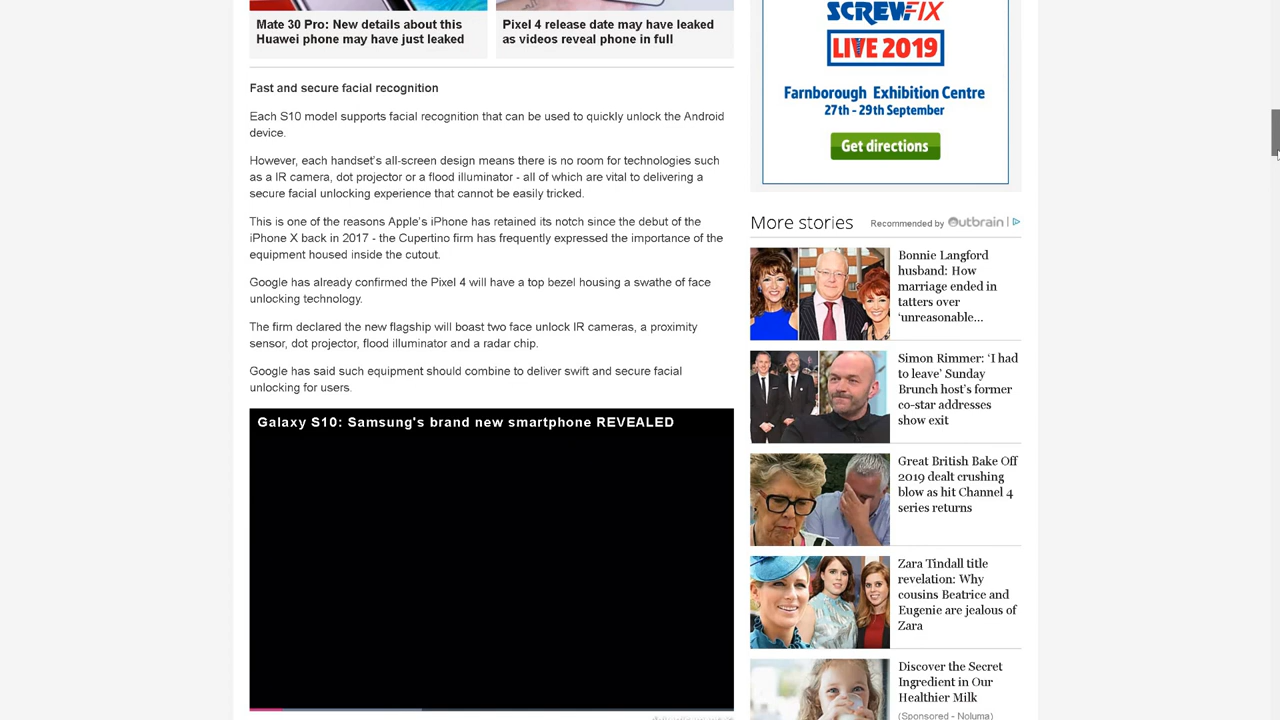 Mate 30 Pro: New details about this
Huawei phone may have just leaked
Pixel 4 release date may have leaked
as videos reveal phone in full
Fast and secure facial recognition
Each S10 model supports facial recognition that can be used to quickly unlock the Android
device.
However, each handset's all-screen design means there is no room for technologies such
as a IR camera, dot projector or a flood illuminator - all of which are vital to delivering a
secure facial unlocking experience that cannot be easily tricked.
This is one of the reasons Apple's iPhone has retained its notch since the debut of the
iPhone X back in 2017 - the Cupertino firm has frequently expressed the importance of the
equipment housed inside the cutout.
Google has already confirmed the Pixel 4 will have a top bezel housing a swathe of face
unlocking technology.
The firm declared the new flagship will boast two face unlock IR cameras, a proximity
sensor, dot projector, flood illuminator and a radar chip.
Google has said such equipment should combine to deliver swift and secure facial
unlocking for users.
Galaxy S10: Samsung's brand new smartphone REVEALED
SCREWFIX
LIVE 2019
Farnborough Exhibition Centre
27th - 29th September
Get directions
More stories
Recommended by Outbrain
Bonnie Langford
husband: How
marriage ended in
tatters over
‘unreasonable...
Simon Rimmer: ‘I had
to leave’ Sunday
Brunch host’s former
co-star addresses
show exit
Great British Bake Off
2019 dealt crushing
blow as hit Channel 4
series returns
Zara Tindall title
revelation: Why
cousins Beatrice and
Eugenie are jealous of
Zara
Discover the Secret
Ingredient in Our
Healthier Milk
(Sponsored - Noluma)